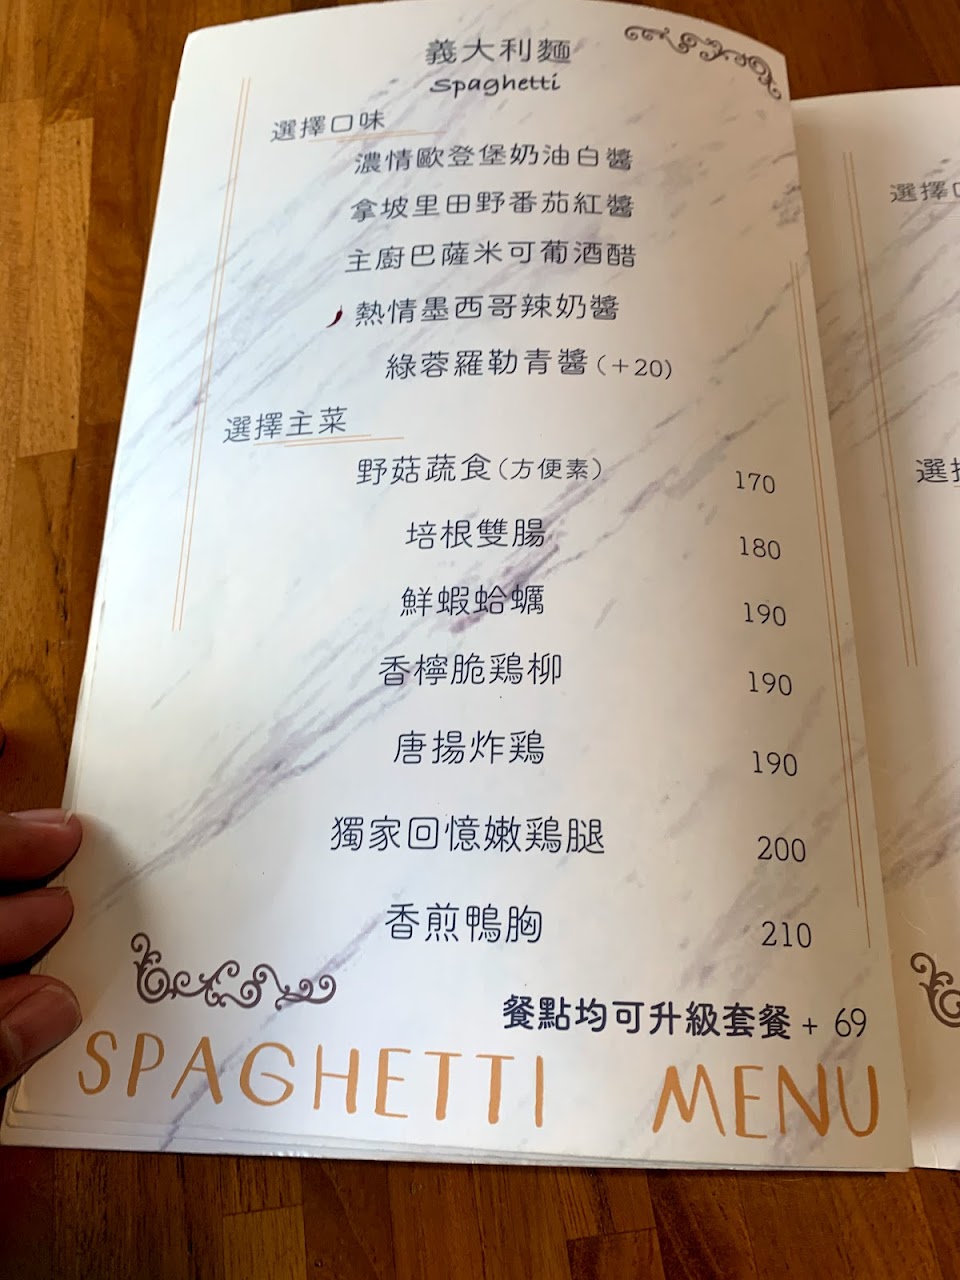 義大利麵
Spaghetti
選擇口味
濃情歐登堡奶油白醬
拿坡里田野番茄紅醬
主廚巴薩米可葡酒醋
熱情墨西哥辣奶醬
綠蓉羅勒青醬(+20)
選擇主菜
野菇蔬食(方便素) 170
培根雙腸 180
鮮蝦蛤蠣 190
香檸脆鶏柳 190
唐揚炸鶏 190
獨家回憶嫩鶏腿 200
香煎鴨胸 210
餐點均可升級套餐 + 69
SPAGHETTI MENU
選擇
選